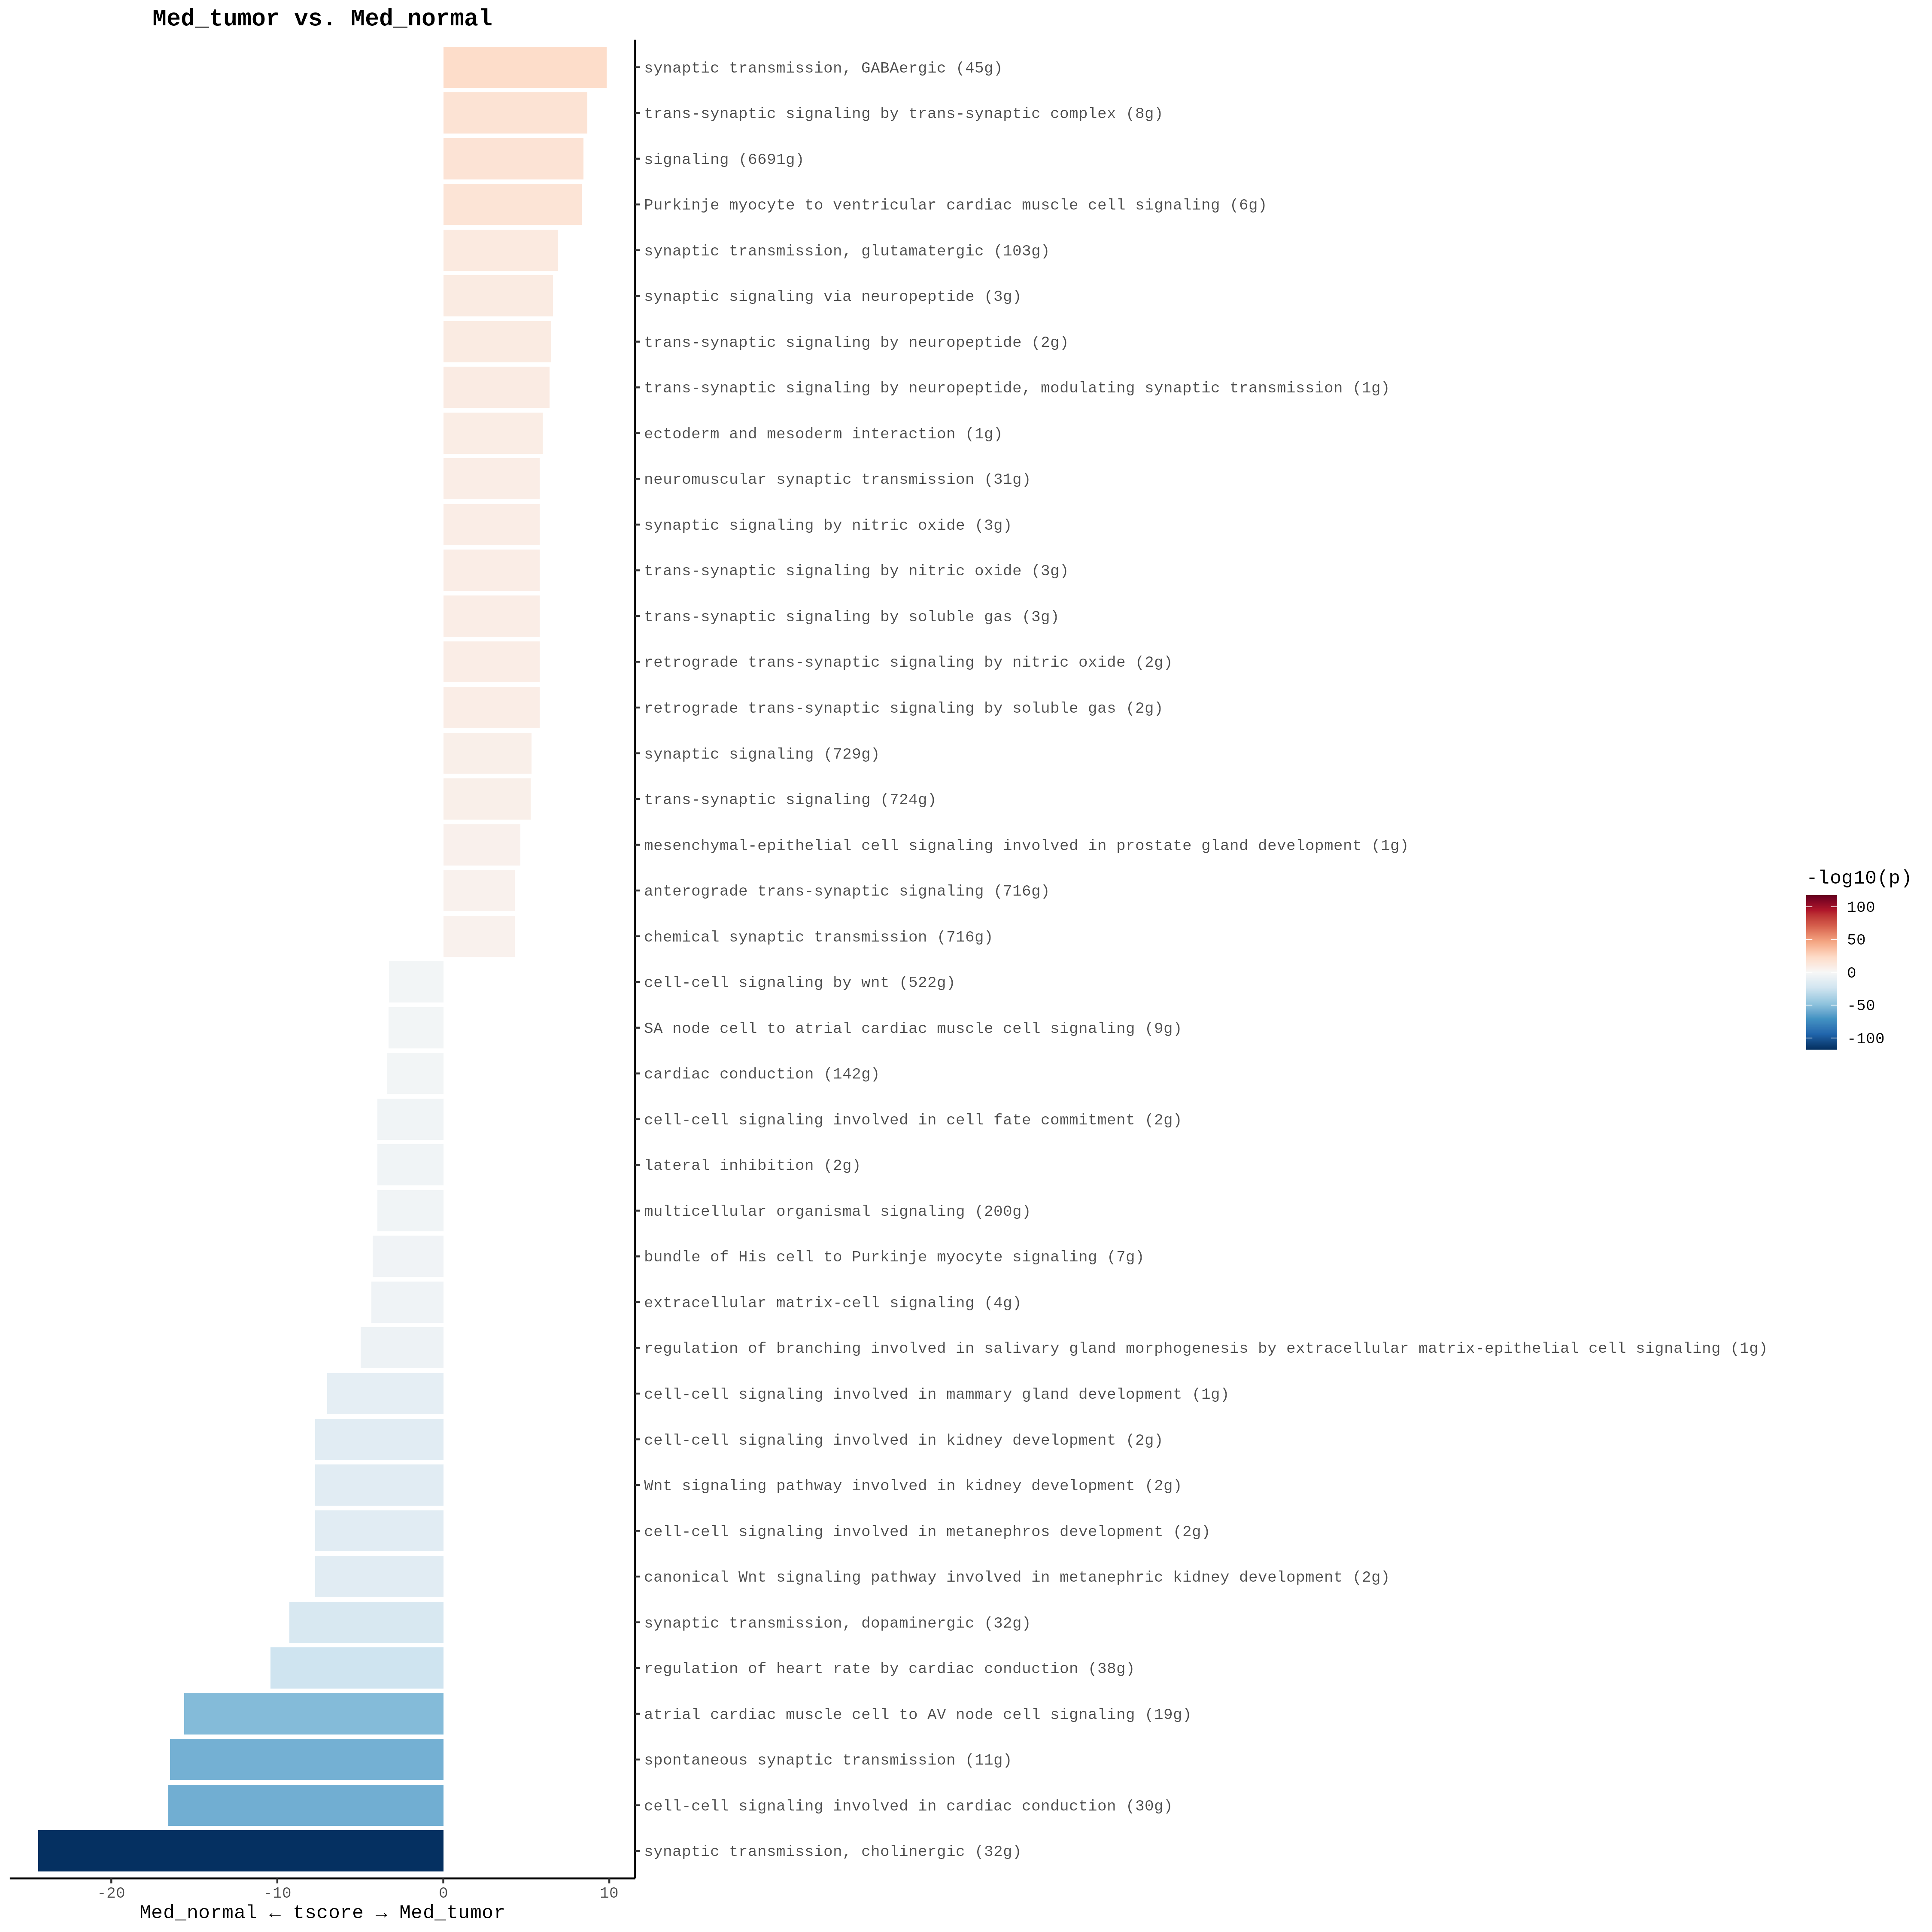 Med_tumor vs. Med_normal
synaptic transmission, GABAergic (45g)
trans-synaptic signaling by trans-synaptic complex (8g)
signaling (6691g)
Purkinje myocyte to ventricular cardiac muscle cell signaling (6g)
synaptic transmission, glutamatergic (103g)
synaptic signaling via neuropeptide (3g)
trans-synaptic signaling by neuropeptide (2g)
trans-synaptic signaling by neuropeptide, modulating synaptic transmission (1g)
ectoderm and mesoderm interaction (1g)
neuromuscular synaptic transmission (31g)
synaptic signaling by nitric oxide (3g)
trans-synaptic signaling by nitric oxide (3g)
trans-synaptic signaling by soluble gas (3g)
retrograde trans-synaptic signaling by nitric oxide (2g)
retrograde trans-synaptic signaling by soluble gas (2g)
synaptic signaling (729g)
trans-synaptic signaling (724g)
mesenchymal-epithelial cell signaling involved in prostate gland development (1g)
anterograde trans-synaptic signaling (716g)
chemical synaptic transmission (716g)
cell-cell signaling by wnt (522g)
SA node cell to atrial cardiac muscle cell signaling (9g)
cardiac conduction (142g)
cell-cell signaling involved in cell fate commitment (2g)
lateral inhibition (2g)
multicellular organismal signaling (200g)
bundle of His cell to Purkinje myocyte signaling (7g)
extracellular matrix-cell signaling (4g)
regulation of branching involved in salivary gland morphogenesis by extracellular matrix-epithelial cell signaling (1g)
cell-cell signaling involved in mammary gland development (1g)
cell-cell signaling involved in kidney development (2g)
Wnt signaling pathway involved in kidney development (2g)
cell-cell signaling involved in metanephros development (2g)
canonical Wnt signaling pathway involved in metanephric kidney development (2g)
synaptic transmission, dopaminergic (32g)
regulation of heart rate by cardiac conduction (38g)
atrial cardiac muscle cell to AV node cell signaling (19g)
spontaneous synaptic transmission (11g)
cell-cell signaling involved in cardiac conduction (30g)
synaptic transmission, cholinergic (32g)
-20 -10 0 10
Med_normal ← tscore → Med_tumor
-log10(p)
100
50
0
-50
-100